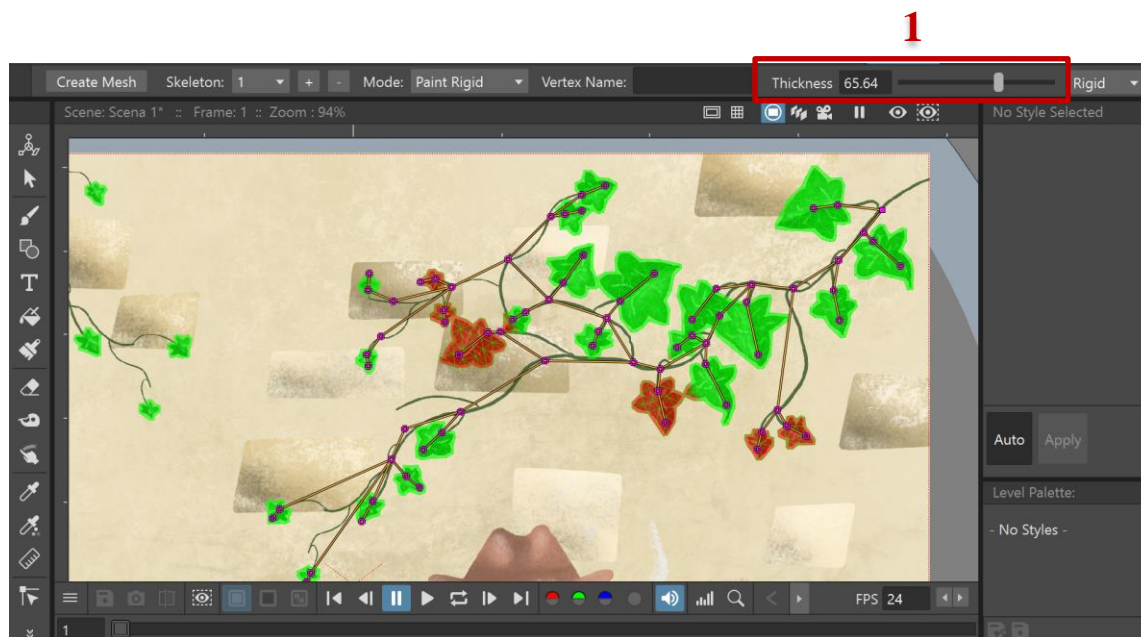 1
Create Mesh Skeleton: 1 + - Mode: Paint Rigid Vertex Name: Thickness 65.64 Rigid
Scene: Scena 1* :: Frame: 1 :: Zoom : 94% No Style Selected
T
Auto Apply
Level Palette:
- No Styles -
FPS 24
1